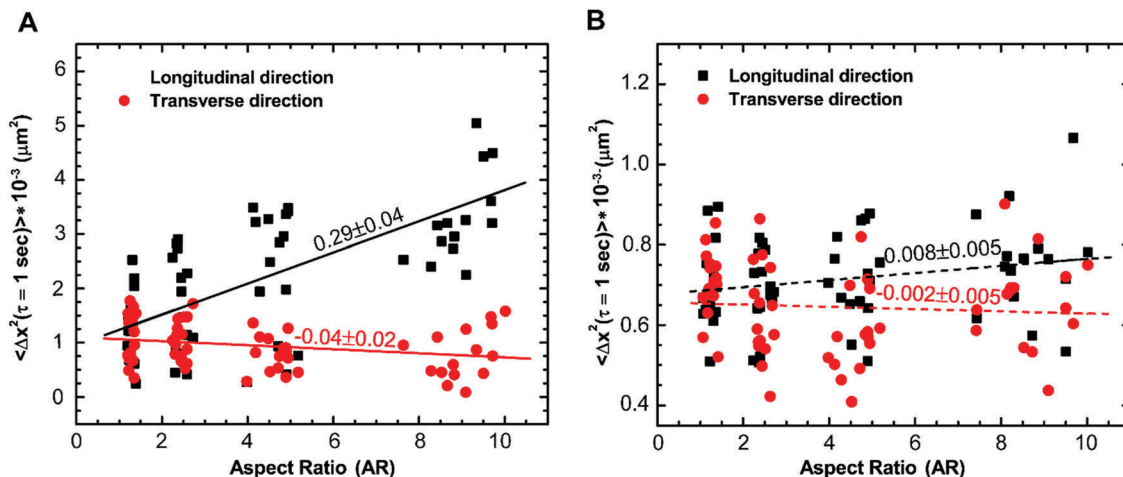 A
<Δx²(τ = 1 sec)>*10⁻³ (μm²)
6
5
4
3
2
1
0
Longitudinal direction
Transverse direction
0.29±0.04
-0.04±0.02
0 2 4 6 8 10
Aspect Ratio (AR)
B
<Δx²(τ = 1 sec)>*10⁻³·(μm²)
1.2
1.0
0.8
0.6
0.4
Longitudinal direction
Transverse direction
0.008±0.005
-0.002±0.005
0 2 4 6 8 10
Aspect Ratio (AR)